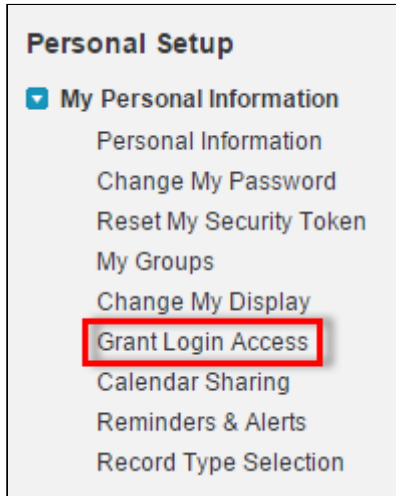 Personal Setup
My Personal Information
Personal Information
Change My Password
Reset My Security Token
My Groups
Change My Display
Grant Login Access
Calendar Sharing
Reminders & Alerts
Record Type Selection